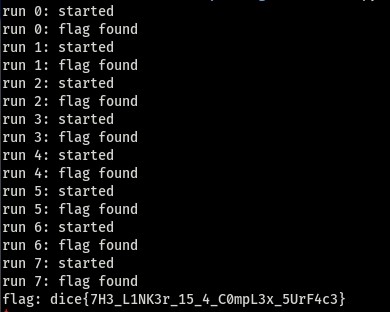 run 0: started
run 0: flag found
run 1: started
run 1: flag found
run 2: started
run 2: flag found
run 3: started
run 3: flag found
run 4: started
run 4: flag found
run 5: started
run 5: flag found
run 6: started
run 6: flag found
run 7: started
run 7: flag found
flag: dice{7H3_L1NK3r_15_4_C0mpL3x_5UrF4c3}